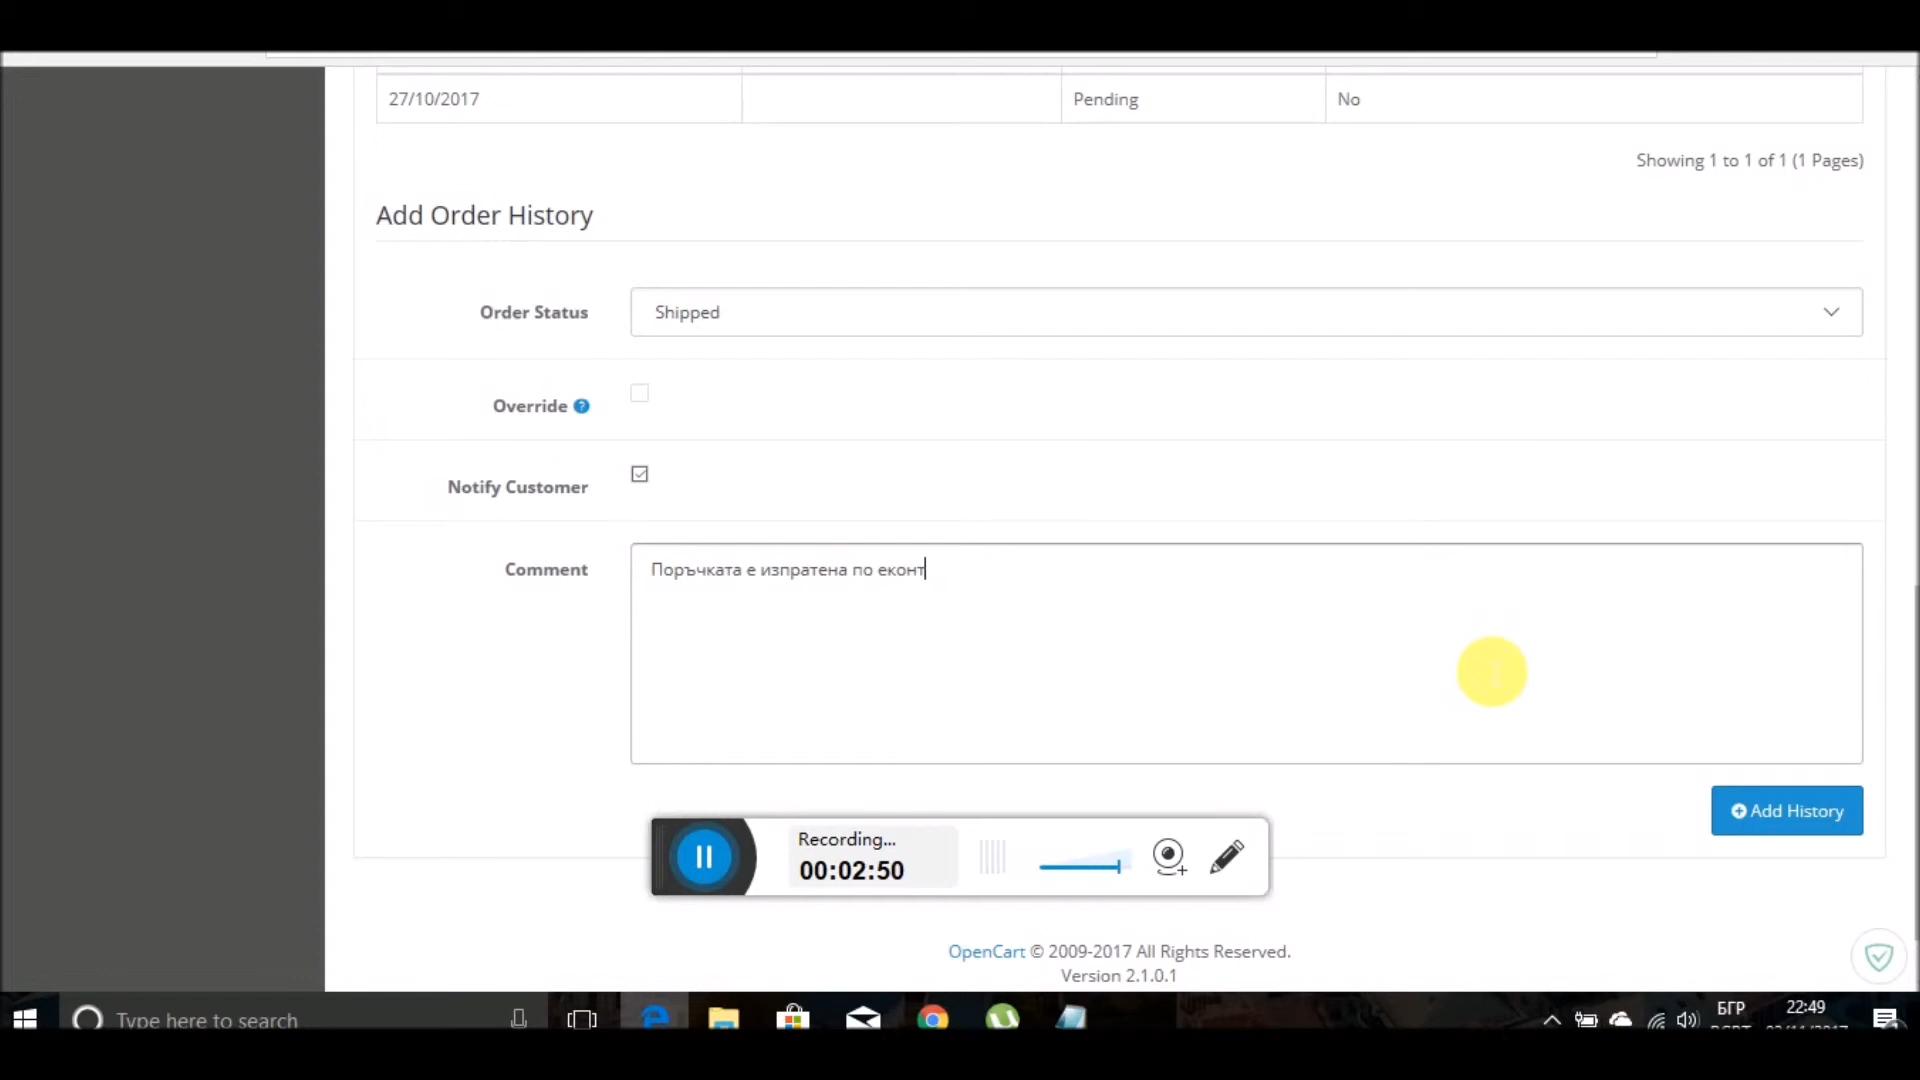 27/10/2017 Pending No
Showing 1 to 1 of 1 (1 Pages)
Add Order History
Order Status Shipped
Override ?
Notify Customer
Comment Поръчката е изпратена по еконт
Add History
Recording...
00:02:50
OpenCart © 2009-2017 All Rights Reserved.
Version 2.1.0.1
Type here to search
БГР 22:49